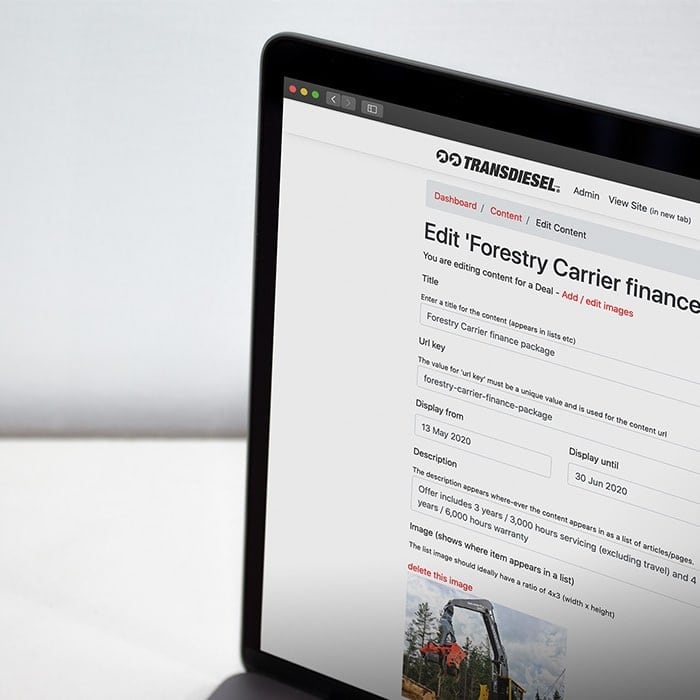 TRANSDIESEL Admin View Site (in new tab)
Dashboard / Content / Edit Content
Edit 'Forestry Carrier finance
You are editing content for a Deal - Add / edit images
Title
Enter a title for the content (appears in lists etc)
Forestry Carrier finance package
Url key
The value for 'url key' must be a unique value and is used for the content url
forestry-carrier-finance-package
Display from
13 May 2020
Display until
30 Jun 2020
Description
The description appears where-ever the content appears in as a list of articles/pages.
Offer includes 3 years / 3,000 hours servicing (excluding travel) and 4
years / 6,000 hours warranty
Image (shows where item appears in a list)
The list image should ideally have a ratio of 4x3 (width x height)
delete this image